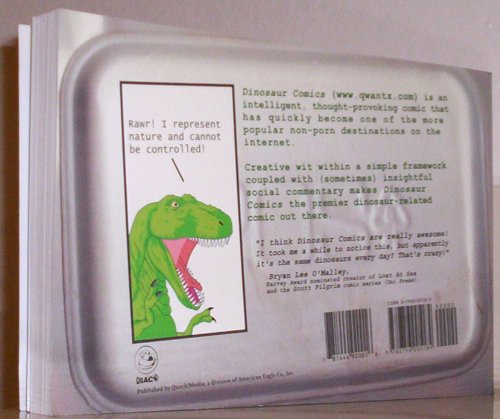 Rawr! I represent
nature and cannot
be controlled!
Dinosaur Comics (www.qwantz.com) is an
intelligent, thought-provoking comic that
has quickly become one of the more
popular non-porn destinations on the
internet.
Creative wit within a simple framework
coupled with (sometimes) insightful
social commentary makes Dinosaur
Comics the premier dinosaur-related
comic out there.
"I think Dinosaur Comics are really awesome!
It took me a while to notice this, but apparently
it's the same dinosaurs every day? That's crazy!"
Bryan Lee O'Malley,
Harvey Award nominated creator of Lost At Sea
and the Scott Pilgrim comic series (Oni Press)
ISBN
90000
QUACK
Published by Quack!Media, a division of American Eagle Co, Inc.